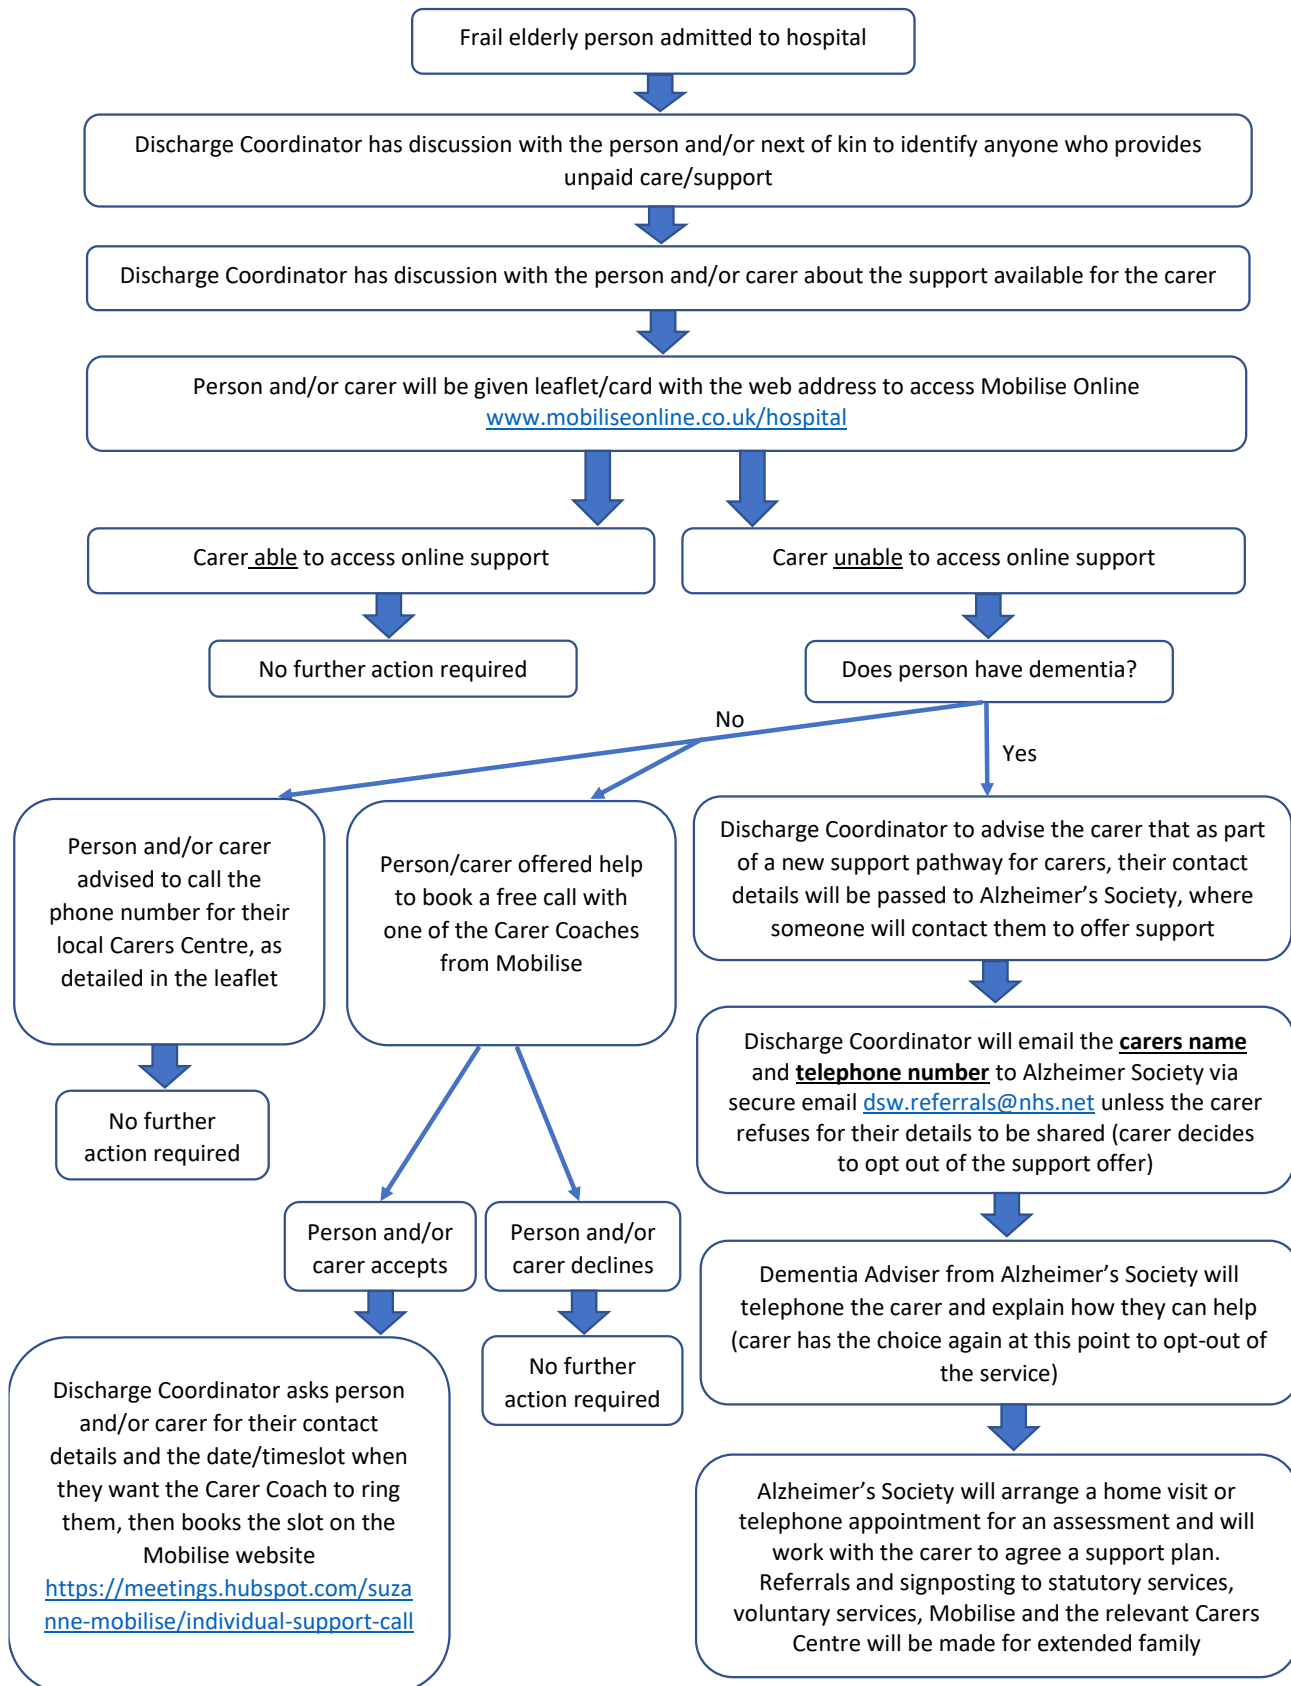 Frail elderly person admitted to hospital
Discharge Coordinator has discussion with the person and/or next of kin to identify anyone who provides
unpaid care/support
Discharge Coordinator has discussion with the person and/or carer about the support available for the carer
Person and/or carer will be given leaflet/card with the web address to access Mobilise Online
www.mobiliseonline.co.uk/hospital
Carer able to access online support
Carer unable to access online support
No further action required
Does person have dementia?
No
Yes
Person and/or carer
advised to call the
phone number for their
local Carers Centre, as
detailed in the leaflet
No further
action required
Person/carer offered help
to book a free call with
one of the Carer Coaches
from Mobilise
Person and/or
carer accepts
Person and/or
carer declines
No further
action required
Discharge Coordinator asks person
and/or carer for their contact
details and the date/timeslot when
they want the Carer Coach to ring
them, then books the slot on the
Mobilise website
https://meetings.hubspot.com/suza
nne-mobilise/individual-support-call
Discharge Coordinator to advise the carer that as part
of a new support pathway for carers, their contact
details will be passed to Alzheimer’s Society, where
someone will contact them to offer support
Discharge Coordinator will email the carers name
and telephone number to Alzheimer Society via
secure email dsw.referrals@nhs.net unless the carer
refuses for their details to be shared (carer decides
to opt out of the support offer)
Dementia Adviser from Alzheimer’s Society will
telephone the carer and explain how they can help
(carer has the choice again at this point to opt-out of
the service)
Alzheimer’s Society will arrange a home visit or
telephone appointment for an assessment and will
work with the carer to agree a support plan.
Referrals and signposting to statutory services,
voluntary services, Mobilise and the relevant Carers
Centre will be made for extended family